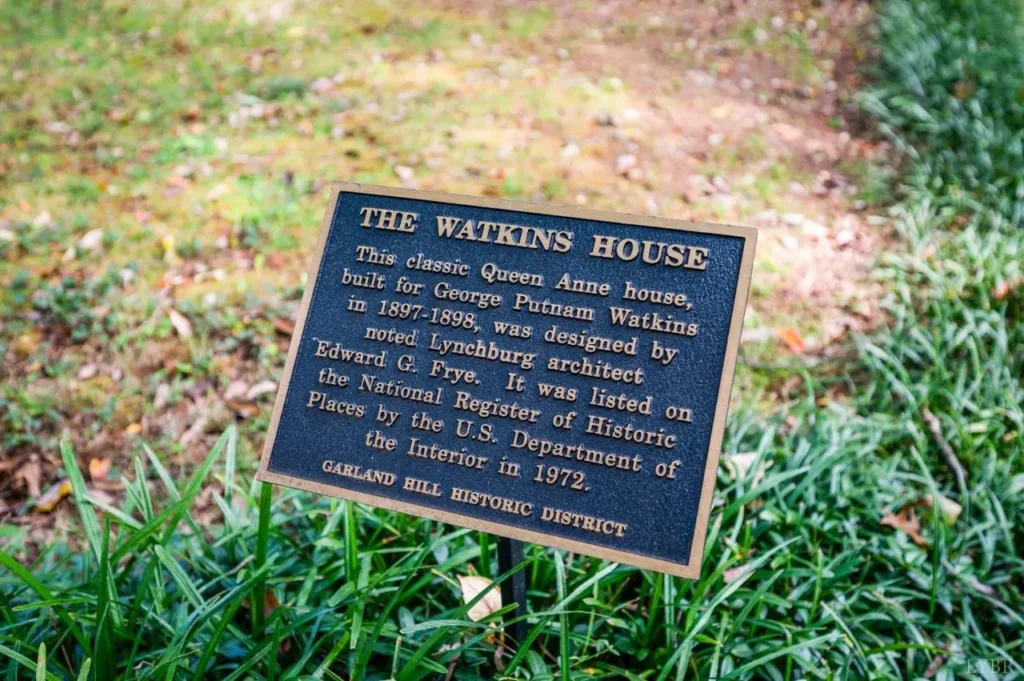 THE WATKINS HOUSE
This classic Queen Anne house,
built for George Putnam Watkins
in 1897-1898, was designed by
noted Lynchburg architect
Edward G. Frye. It was listed on
the National Register of Historic
Places by the U.S. Department of
the Interior in 1972.
GARLAND HILL HISTORIC DISTRICT
LYBR